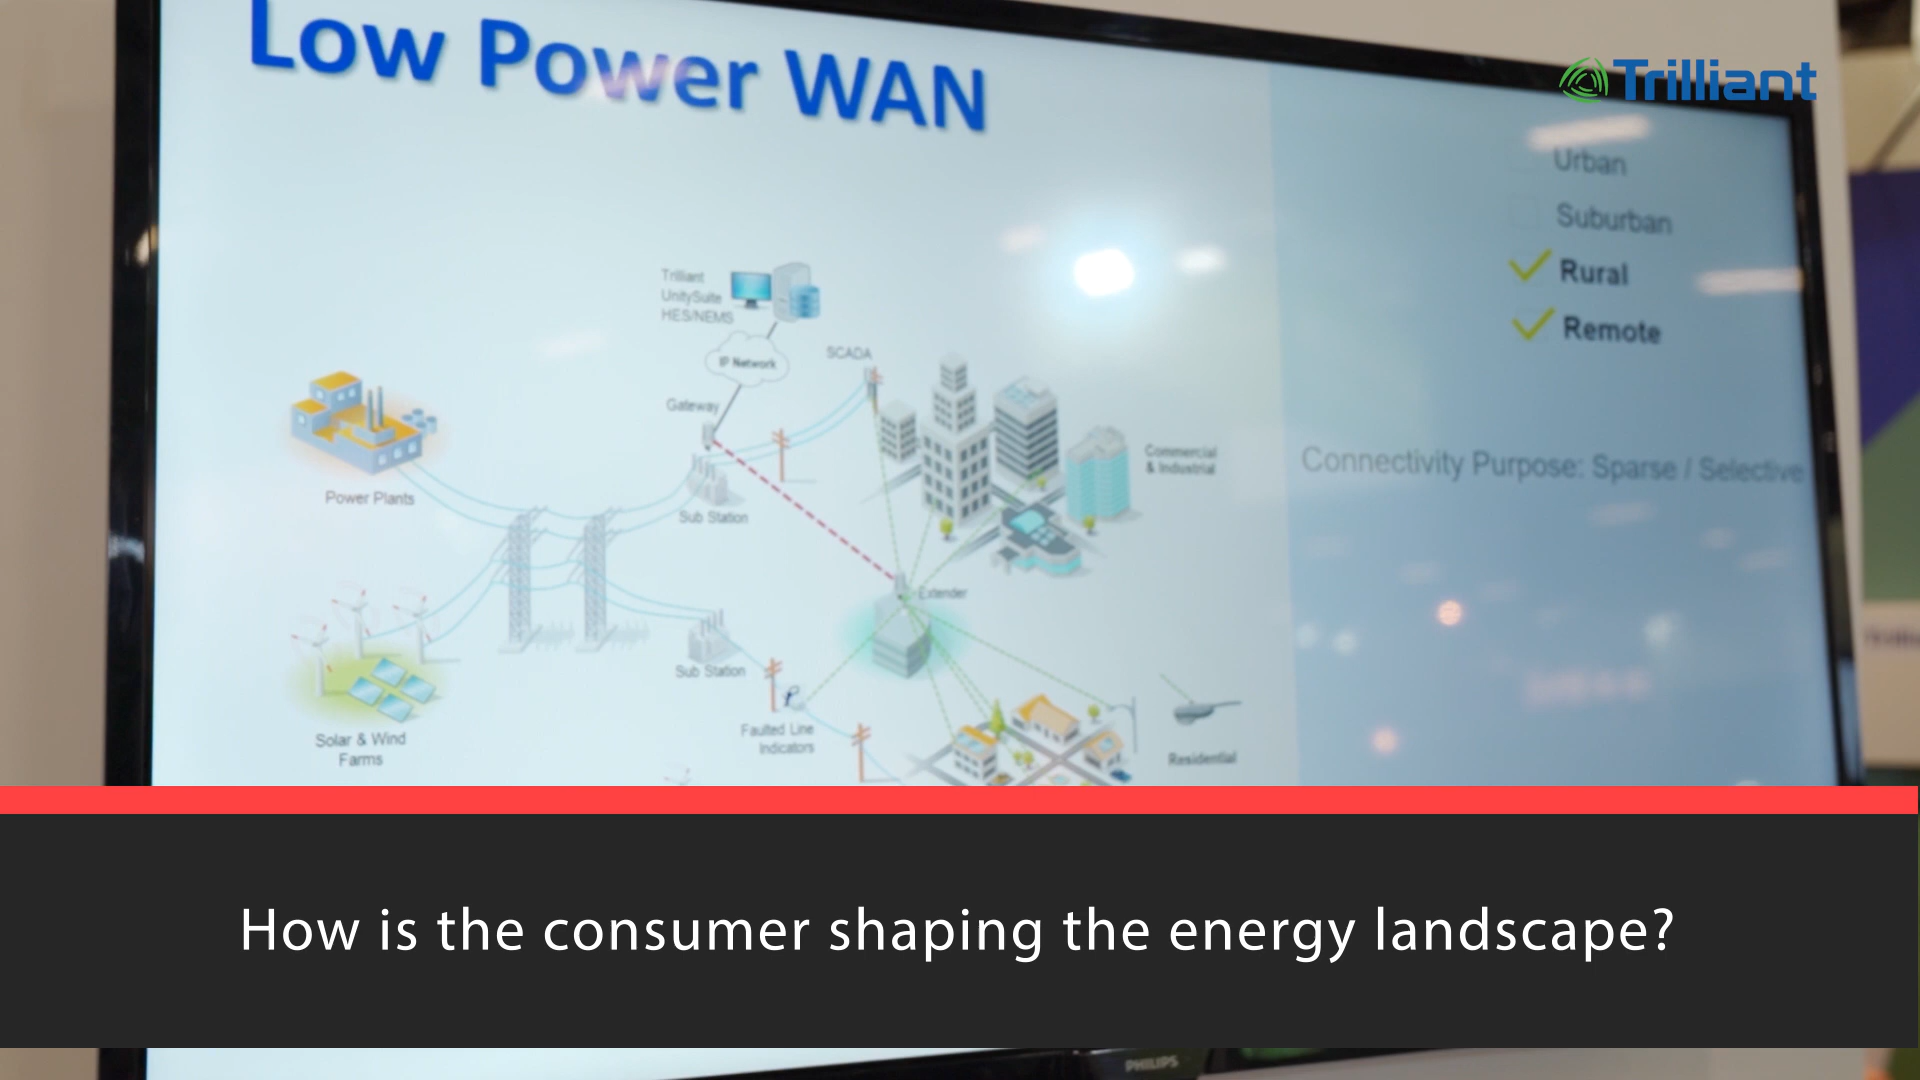 Low Power WAN
Trilliant
Urban
Suburban
Rural
Remote
Connectivity Purpose: Sparse / Selective
Trilliant
UnitySuite
HES/NEMS
IP Network
SCADA
Gateway
Commercial
& Industrial
Power Plants
Sub Station
Extender
Sub Station
Faulted Line
Indicators
Solar & Wind
Farms
Residential
How is the consumer shaping the energy landscape?
PHILIPS